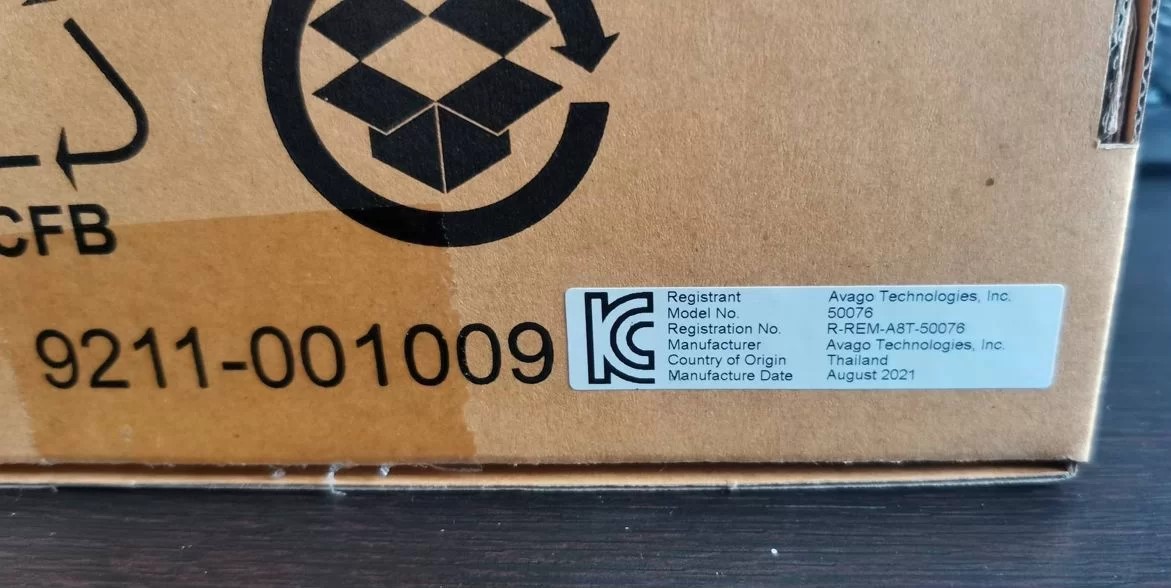 CFB
9211-001009
KC
Registrant Avago Technologies, Inc.
Model No. 50076
Registration No. R-REM-A8T-50076
Manufacturer Avago Technologies, Inc.
Country of Origin Thailand
Manufacture Date August 2021